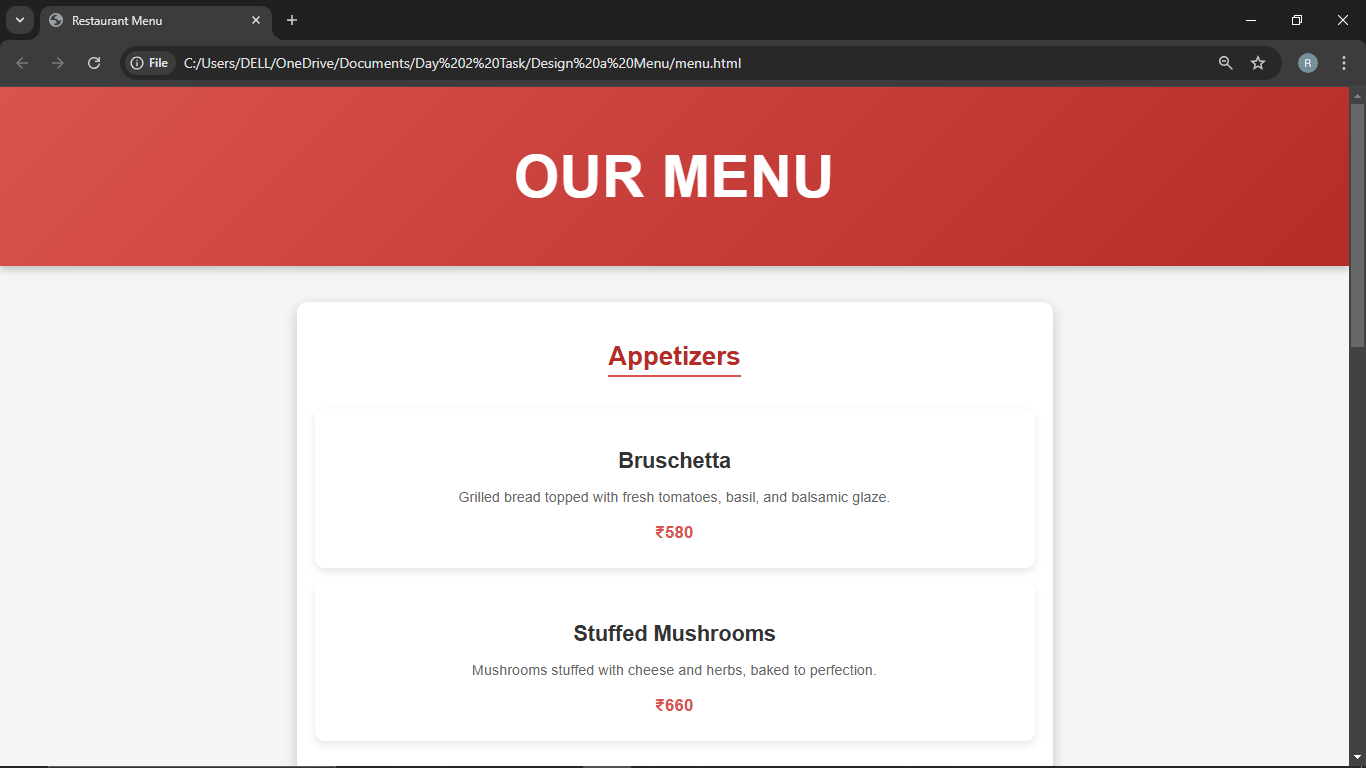 Restaurant Menu
File
C:/Users/DELL/OneDrive/Documents/Day%202%20Task/Design%20a%20Menu/menu.html
R
OUR MENU
Appetizers
Bruschetta
Grilled bread topped with fresh tomatoes, basil, and balsamic glaze.
₹580
Stuffed Mushrooms
Mushrooms stuffed with cheese and herbs, baked to perfection.
₹660